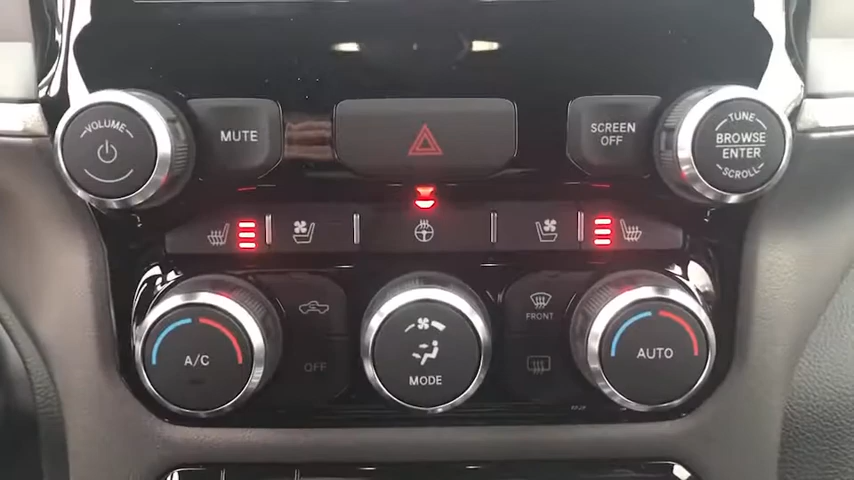 VOLUME
MUTE
SCREEN
OFF
TUNE
BROWSE
ENTER
SCROLL
A/C
OFF
MODE
FRONT
AUTO